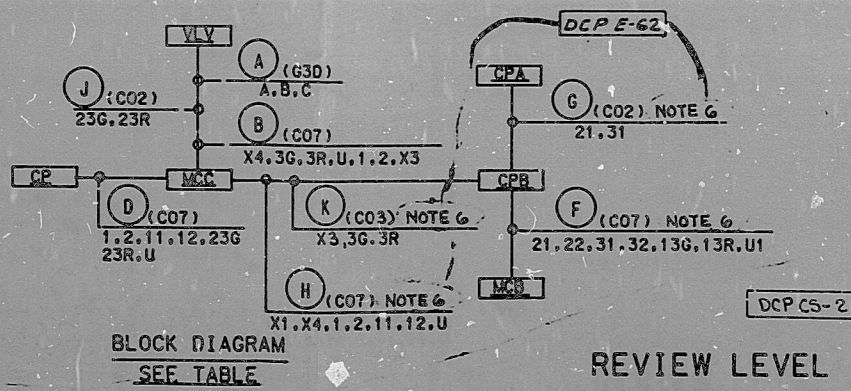 DCP E-62
VLV
A (G3D)
A.B.C
CPA
J (C02)
23G,23R
G (C02) NOTE 6
21.31
B (C07)
X4.3G.3R.U.1.2.X3
CP
MCC
CPB
D (C07)
1.2.11.12.23G
23R.U
K (C03) NOTE 6
X3,3G.3R
F (C07) NOTE 6
21.22.31.32.13G.13R.U1
H (C07) NOTE 6
X1.X4.1.2.11.12.U
MCB
DCP CS-2
BLOCK DIAGRAM
SEE TABLE
REVIEW LEVEL